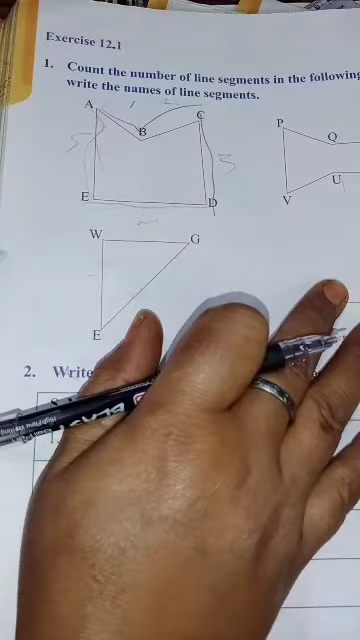 Exercise 12.1
1. Count the number of line segments in the following
write the names of line segments.
A
B
C
E
D
P
Q
V
U
W
G
E
2. Write